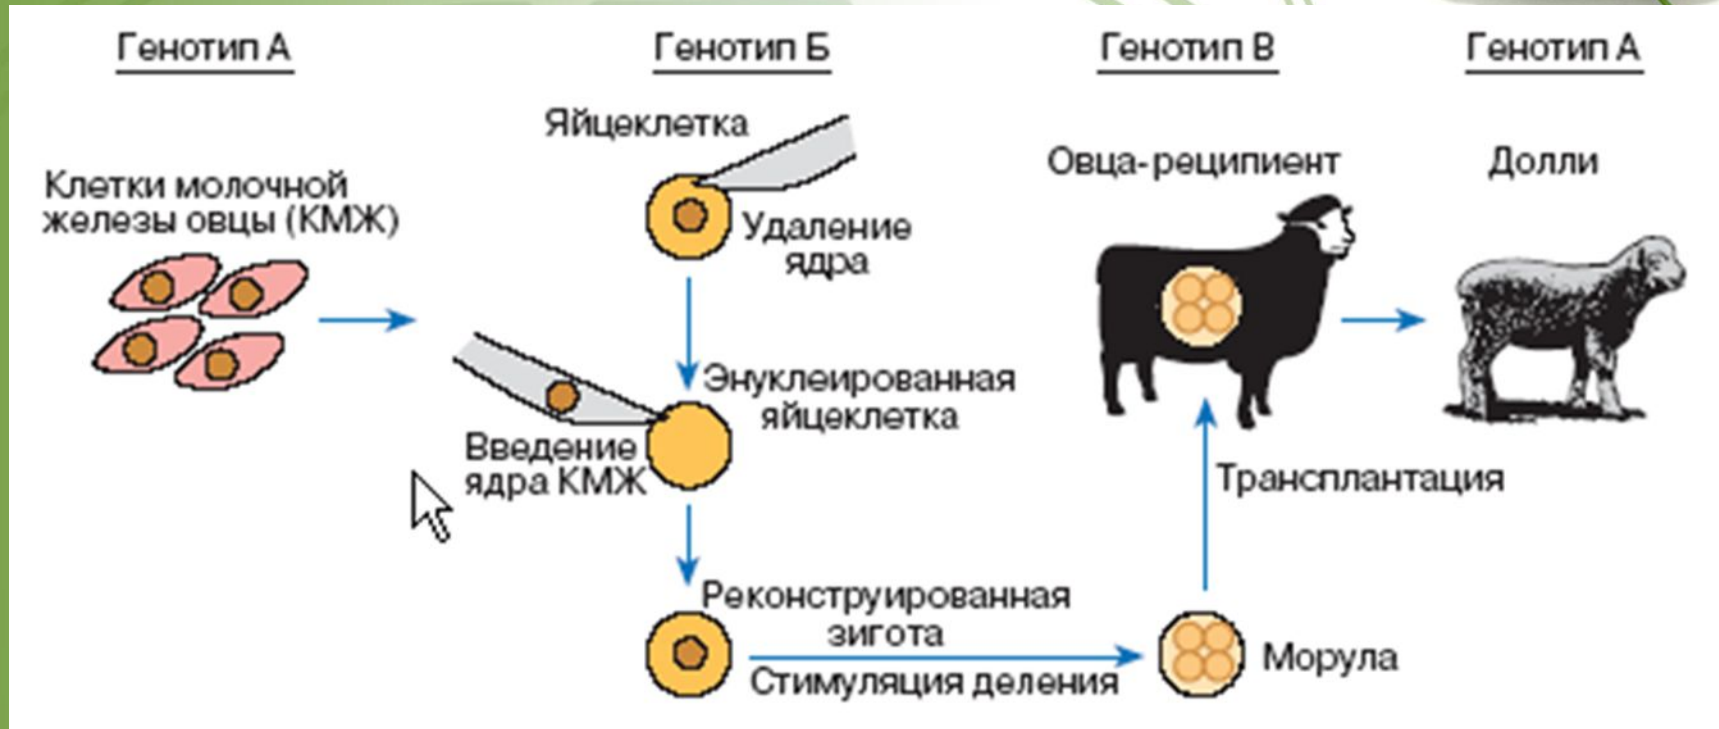 Генотип А
Генотип Б
Генотип В
Генотип А
Клетки молочной
железы овцы (КМЖ)
Яйцеклетка
Удаление
ядра
Энуклеированная
яйцеклетка
Введение
ядра КМЖ
Реконструированная
зигота
Стимуляция деления
Морула
Трансплантация
Овца-реципиент
Долли